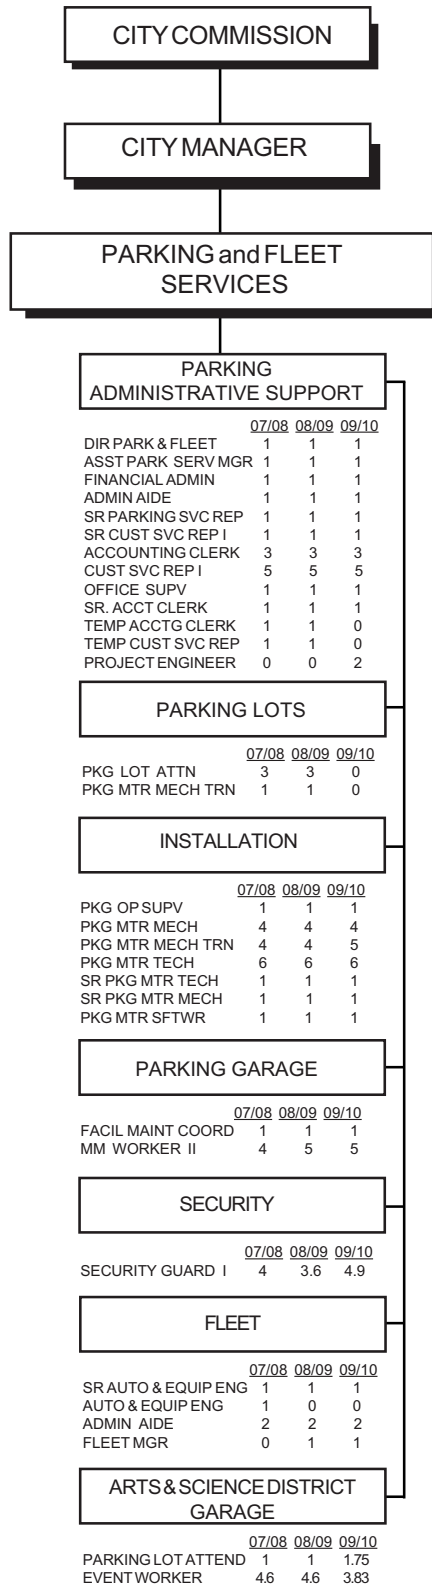 CITY COMMISSION
CITY MANAGER
PARKING and FLEET
SERVICES
PARKING
ADMINISTRATIVE SUPPORT
07/08 08/09 09/10
DIR PARK & FLEET 1 1 1
ASST PARK SERV MGR 1 1 1
FINANCIAL ADMIN 1 1 1
ADMIN AIDE 1 1 1
SR PARKING SVC REP 1 1 1
SR CUST SVC REP I 1 1 1
ACCOUNTING CLERK 3 3 3
CUST SVC REP I 5 5 5
OFFICE SUPV 1 1 1
SR. ACCT CLERK 1 1 1
TEMP ACCTG CLERK 1 1 0
TEMP CUST SVC REP 1 1 0
PROJECT ENGINEER 0 0 2
PARKING LOTS
07/08 08/09 09/10
PKG LOT ATTN 3 3 0
PKG MTR MECH TRN 1 1 0
INSTALLATION
07/08 08/09 09/10
PKG OP SUPV 1 1 1
PKG MTR MECH 4 4 4
PKG MTR MECH TRN 4 4 5
PKG MTR TECH 6 6 6
SR PKG MTR TECH 1 1 1
SR PKG MTR MECH 1 1 1
PKG MTR SFTWR 1 1 1
PARKING GARAGE
07/08 08/09 09/10
FACIL MAINT COORD 1 1 1
MM WORKER II 4 5 5
SECURITY
07/08 08/09 09/10
SECURITY GUARD I 4 3.6 4.9
FLEET
07/08 08/09 09/10
SR AUTO & EQUIP ENG 1 1 1
AUTO & EQUIP ENG 1 0 0
ADMIN AIDE 2 2 2
FLEET MGR 0 1 1
ARTS & SCIENCE DISTRICT
GARAGE
07/08 08/09 09/10
PARKING LOT ATTEND 1 1 1.75
EVENT WORKER 4.6 4.6 3.83